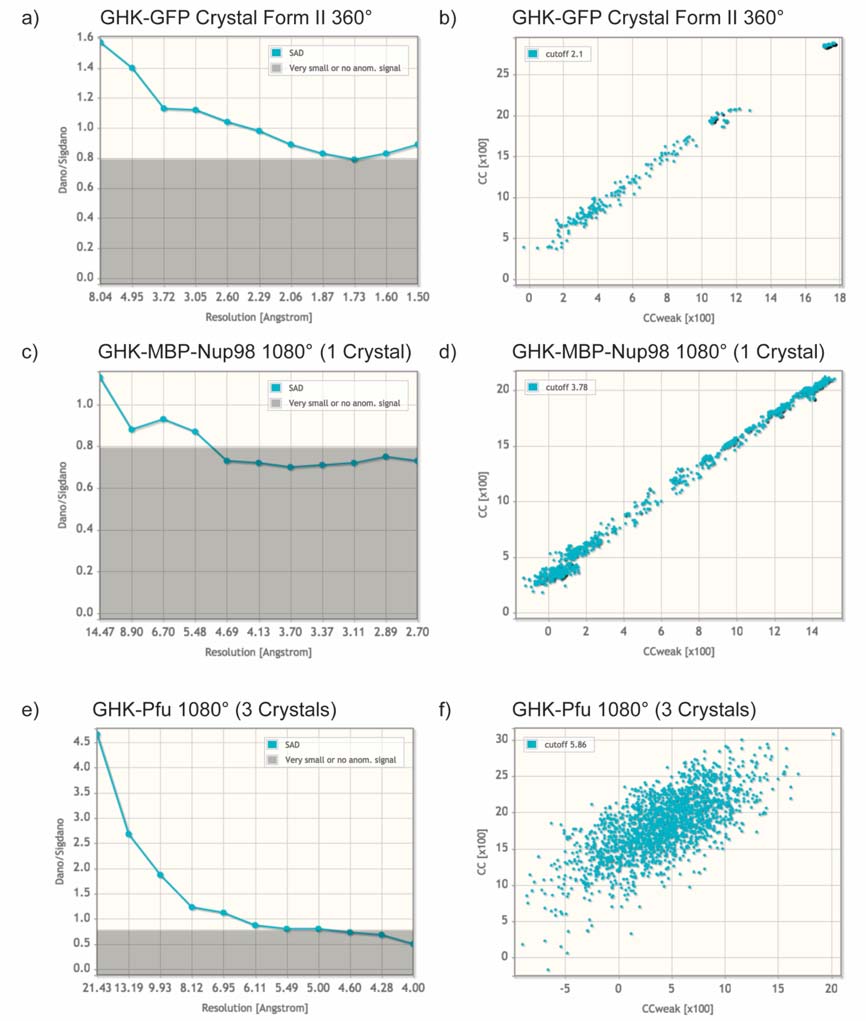 a)
GHK-GFP Crystal Form II 360°
1.6
1.4
1.2
1.0
0.8
0.6
0.4
0.2
0.0
Dano/Sigdano
SAD
Very small or no anom. signal
8.04 4.95 3.72 3.05 2.60 2.29 2.06 1.87 1.73 1.60 1.50
Resolution [Angstrom]
b)
GHK-GFP Crystal Form II 360°
25
20
15
10
5
0
CC [x100]
cutoff 2.1
0 2 4 6 8 10 12 14 16 18
CCweak [x100]
c)
GHK-MBP-Nup98 1080° (1 Crystal)
1.0
0.8
0.6
0.4
0.2
0.0
Dano/Sigdano
SAD
Very small or no anom. signal
14.47 8.90 6.70 5.48 4.69 4.13 3.70 3.37 3.11 2.89 2.70
Resolution [Angstrom]
d)
GHK-MBP-Nup98 1080° (1 Crystal)
20
15
10
5
0
CC [x100]
cutoff 3.78
0 2 4 6 8 10 12 14
CCweak [x100]
e)
GHK-Pfu 1080° (3 Crystals)
4.5
4.0
3.5
3.0
2.5
2.0
1.5
1.0
0.5
0.0
Dano/Sigdano
SAD
Very small or no anom. signal
21.43 13.19 9.93 8.12 6.95 6.11 5.49 5.00 4.60 4.28 4.00
Resolution [Angstrom]
f)
GHK-Pfu 1080° (3 Crystals)
30
25
20
15
10
5
0
CC [x100]
cutoff 5.86
-5 0 5 10 15 20
CCweak [x100]